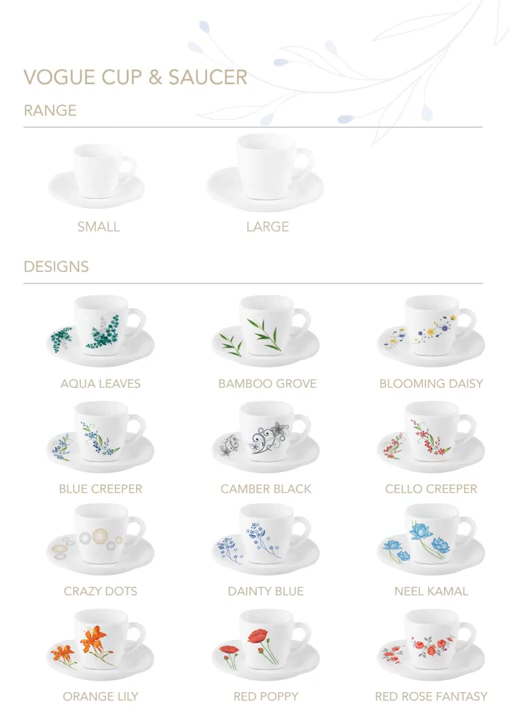 VOGUE CUP & SAUCER
RANGE
SMALL LARGE
DESIGNS
AQUA LEAVES BAMBOO GROVE BLOOMING DAISY
BLUE CREEPER CAMBER BLACK CELLO CREEPER
CRAZY DOTS DAINTY BLUE NEEL KAMAL
ORANGE LILY RED POPPY RED ROSE FANTASY